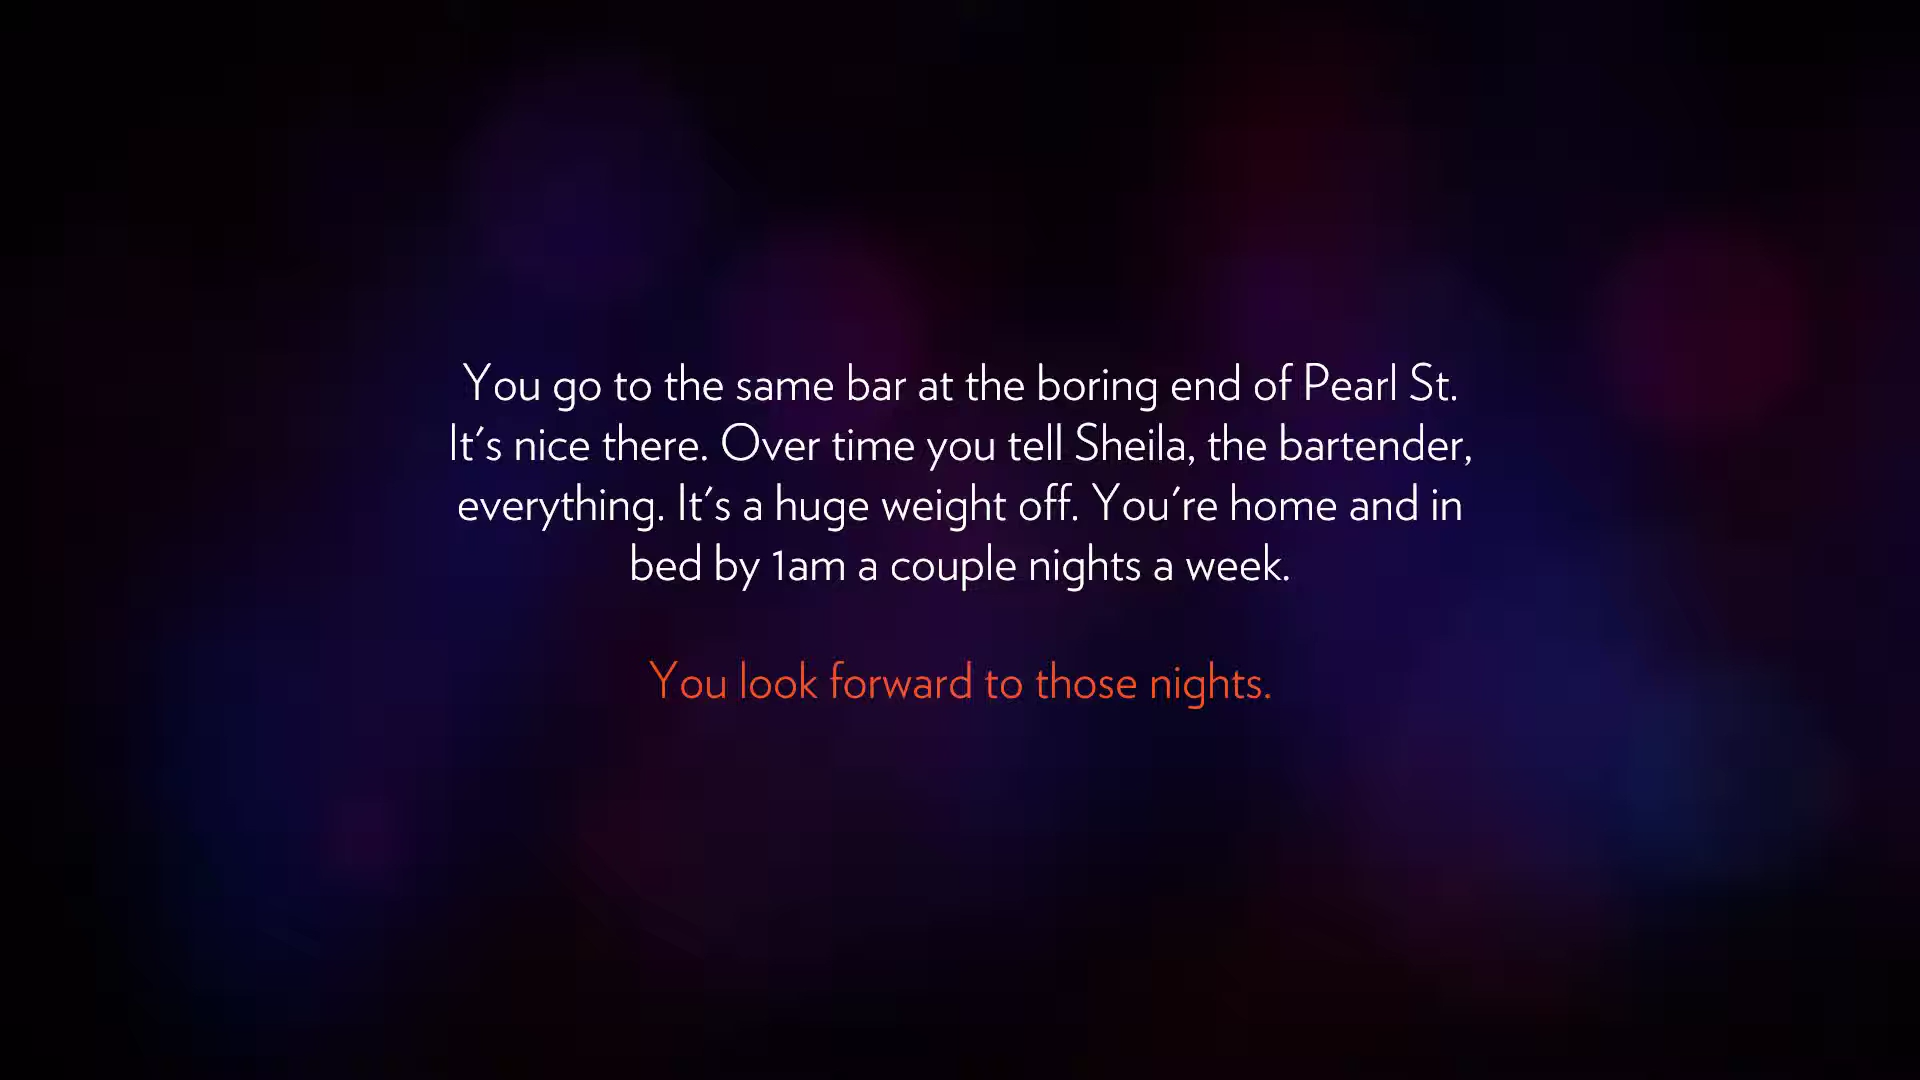 You go to the same bar at the boring end of Pearl St.
It's nice there. Over time you tell Sheila, the bartender,
everything. It's a huge weight off. You're home and in
bed by 1am a couple nights a week.
You look forward to those nights.